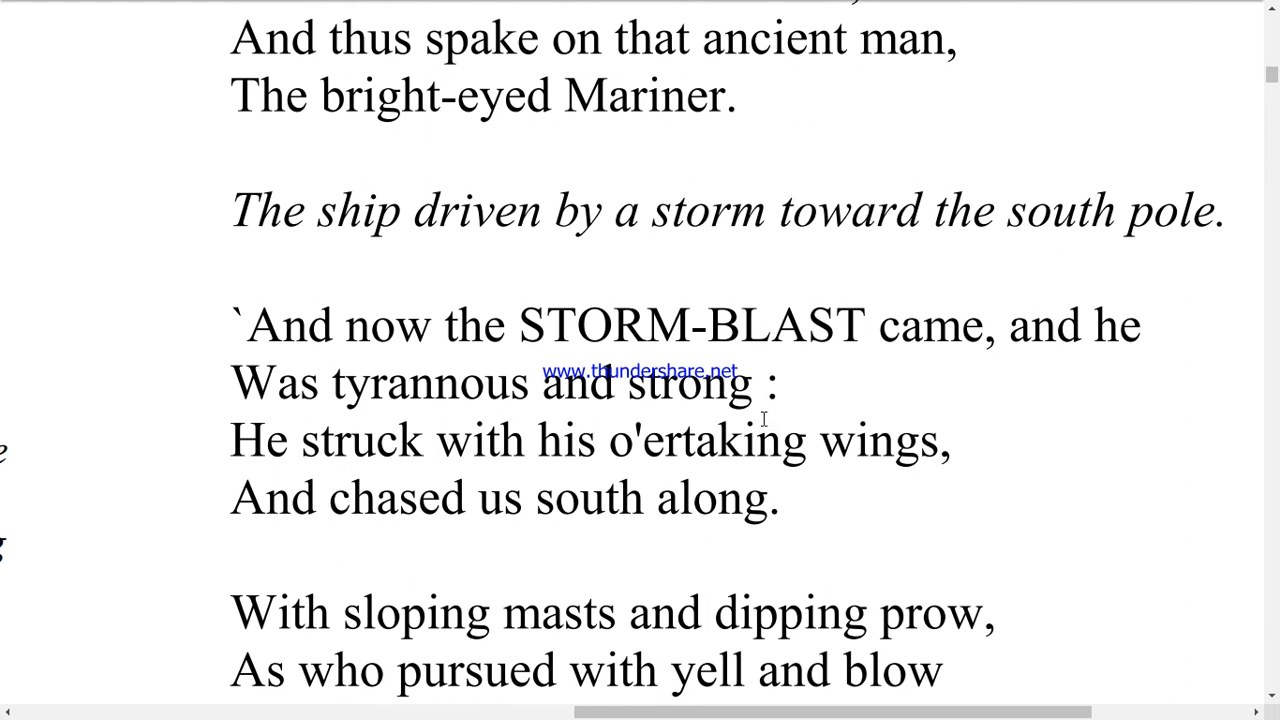 And thus spake on that ancient man,
The bright-eyed Mariner.
The ship driven by a storm toward the south pole.
`And now the STORM-BLAST came, and he
www.thundershare.net
Was tyrannous and strong :
He struck with his o'ertaking wings,
And chased us south along.
With sloping masts and dipping prow,
As who pursued with yell and blow